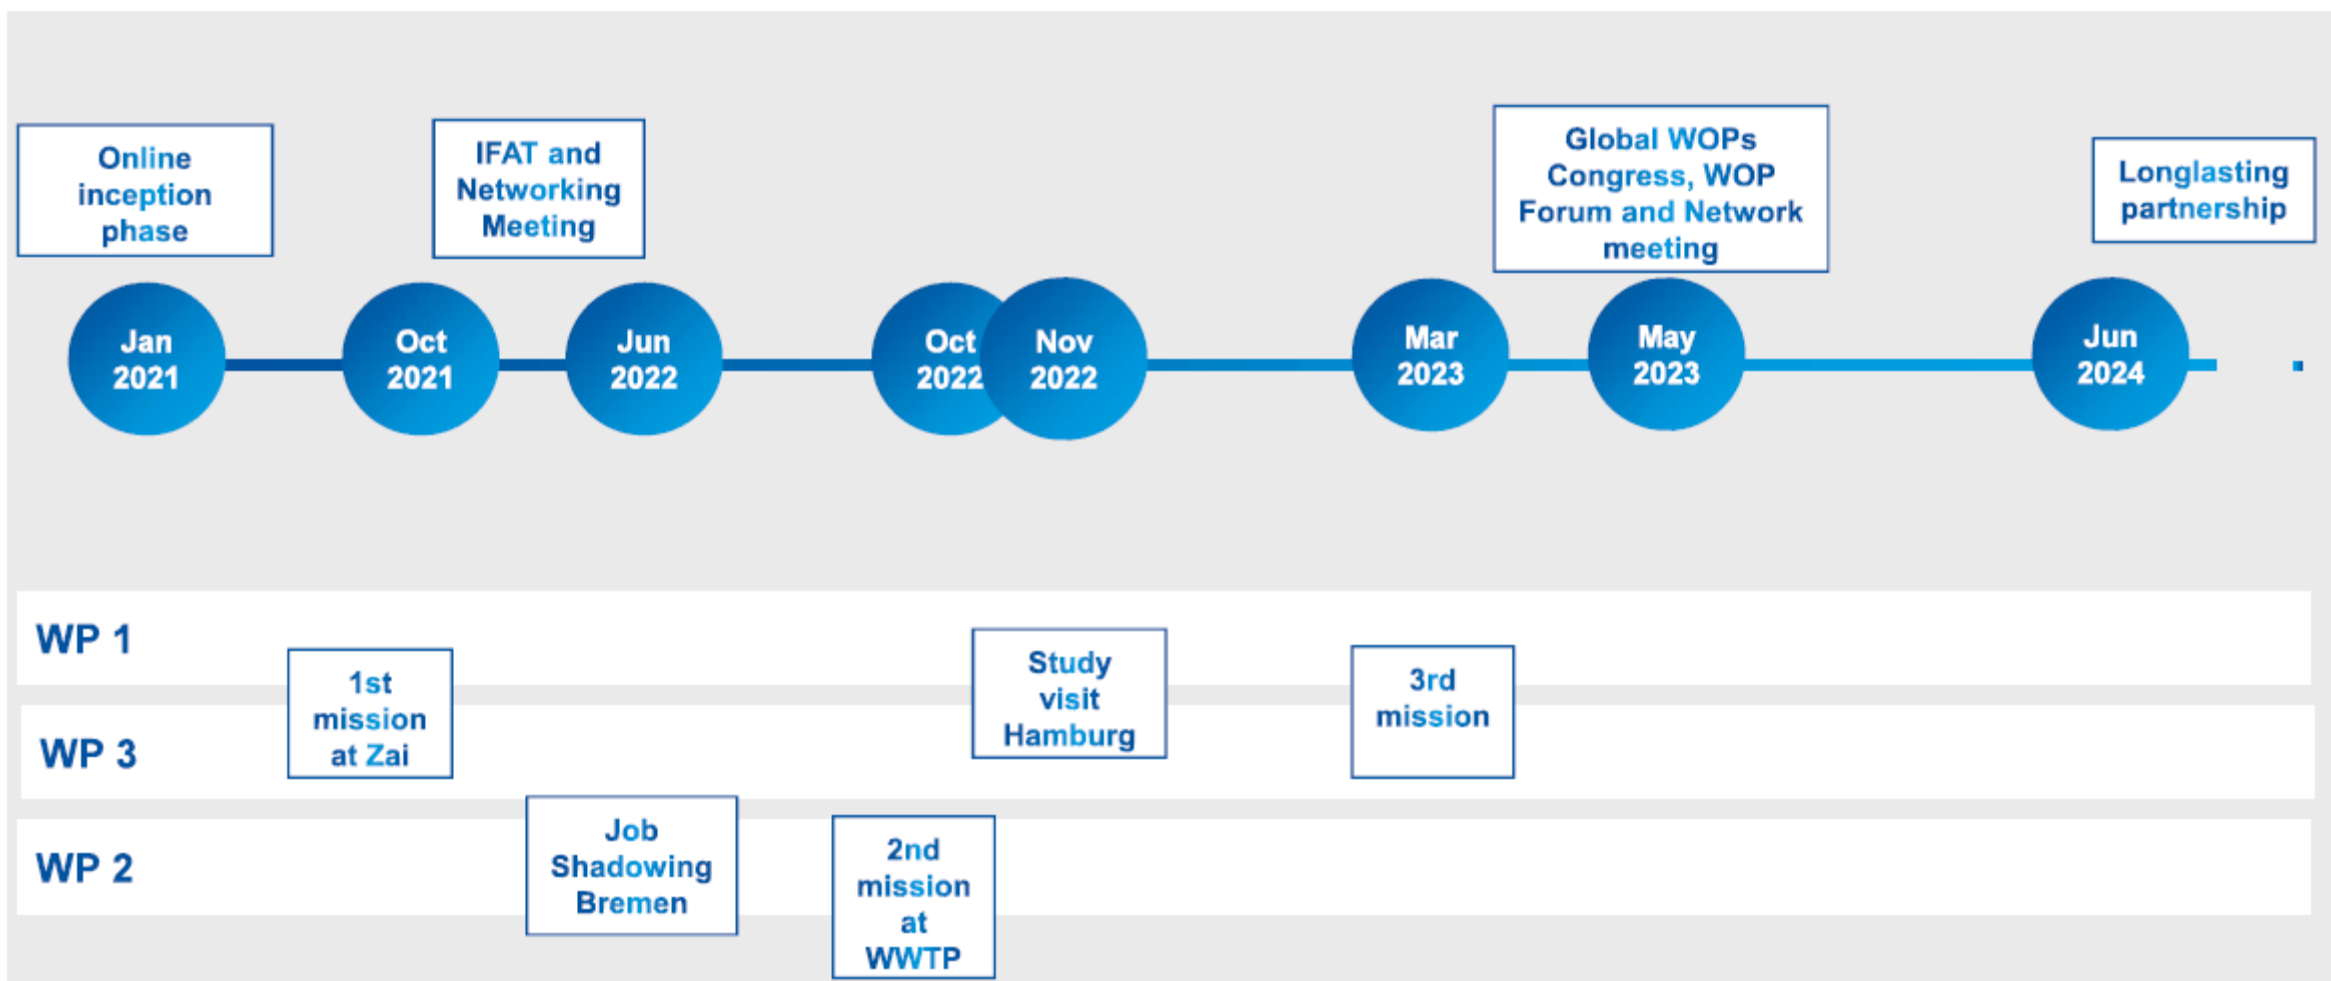 Online
inception
phase
IFAT and
Networking
Meeting
Global WOPs
Congress, WOP
Forum and Network
meeting
Longlasting
partnership
Jan
2021
Oct
2021
Jun
2022
Oct
2022
Nov
2022
Mar
2023
May
2023
Jun
2024
WP 1
WP 3
WP 2
1st
mission
at Zai
Study
visit
Hamburg
3rd
mission
Job
Shadowing
Bremen
2nd
mission
at
WWTP